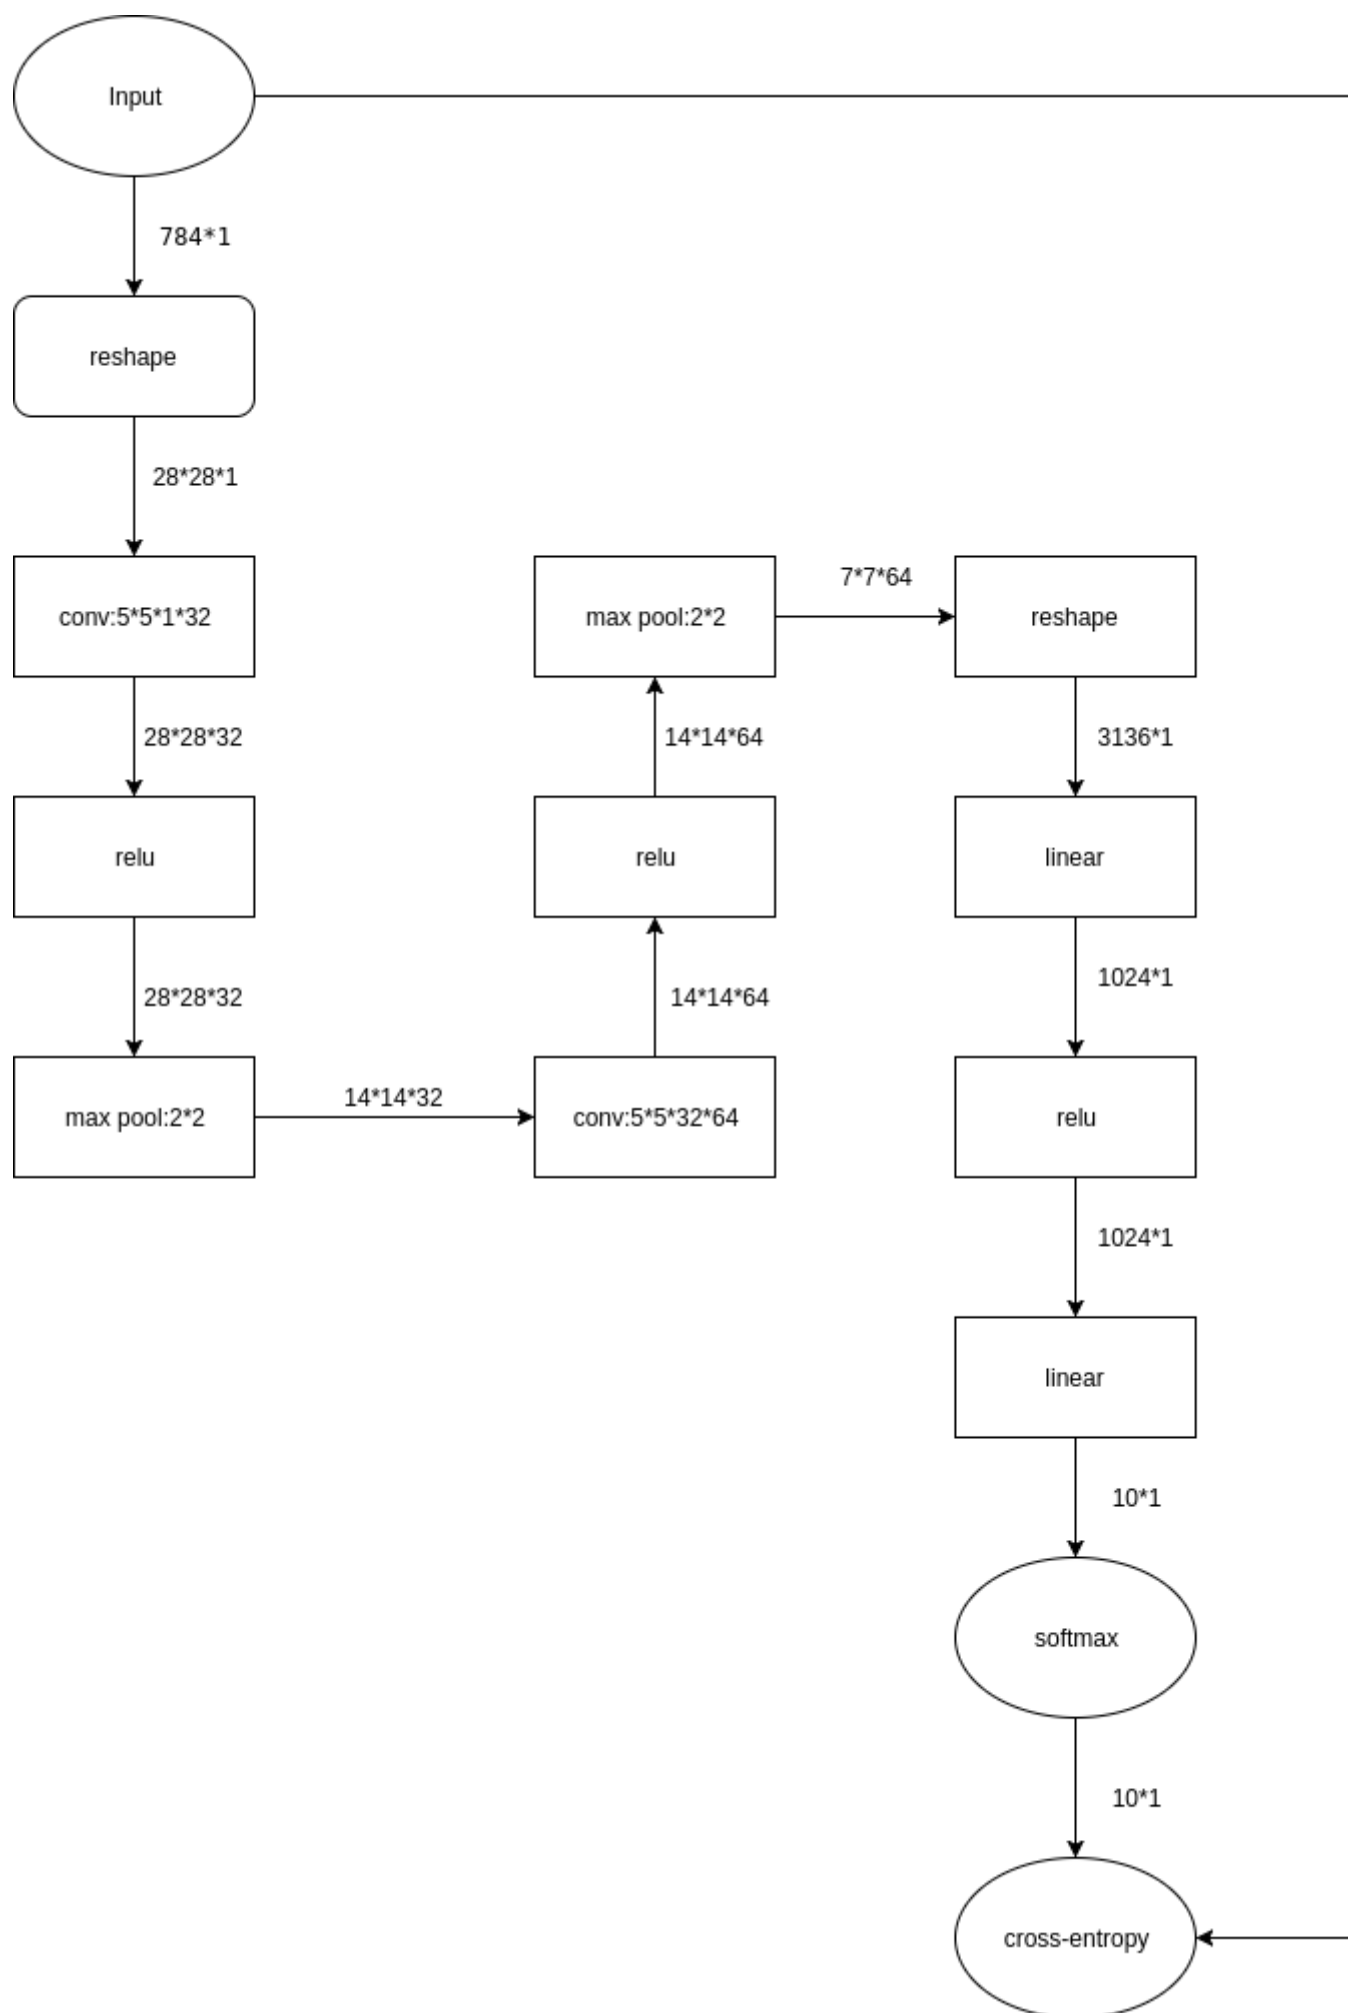 Input
784*1
reshape
28*28*1
conv:5*5*1*32
28*28*32
relu
28*28*32
max pool:2*2
14*14*32
conv:5*5*32*64
14*14*64
relu
14*14*64
max pool:2*2
7*7*64
reshape
3136*1
linear
1024*1
relu
1024*1
linear
10*1
softmax
10*1
cross-entropy